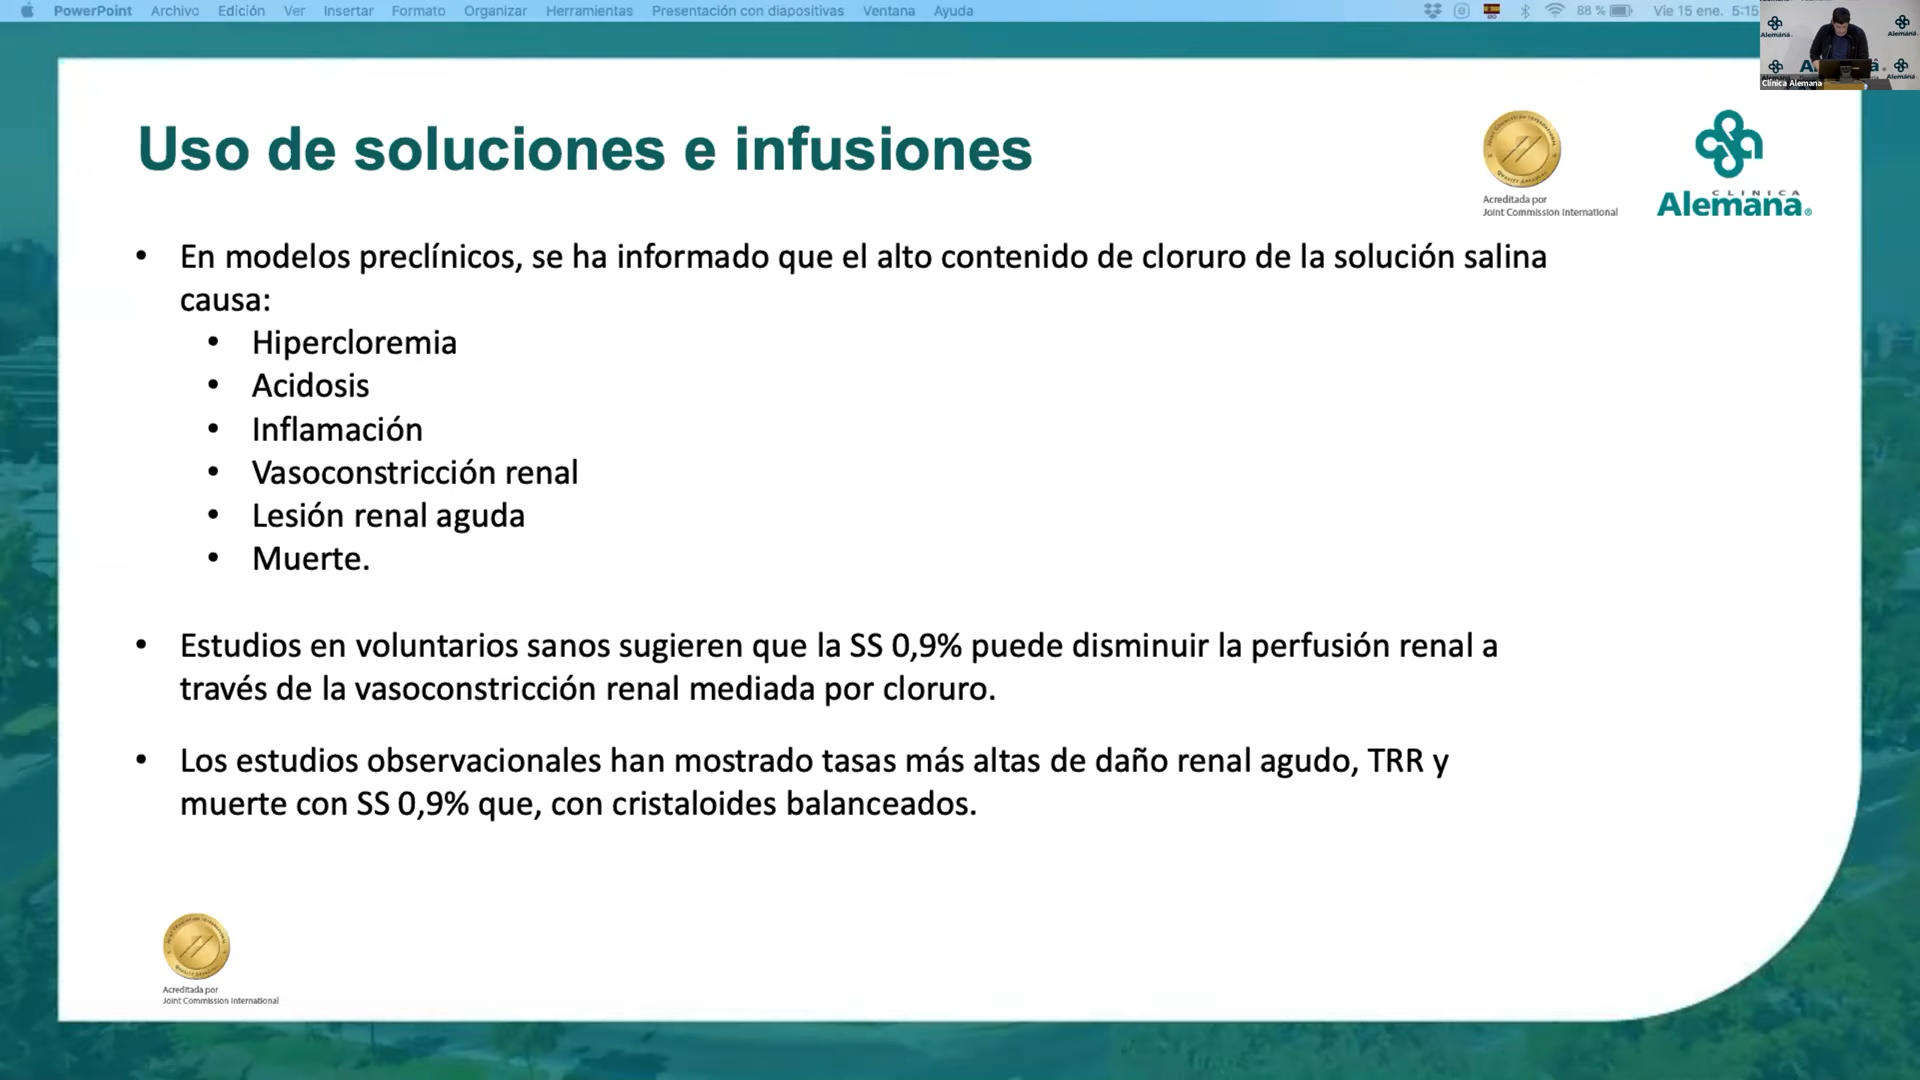 PowerPoint Archivo Edición Ver Insertar Formato Organizar Herramientas Presentación con diapositivas Ventana Ayuda
88 % Vie 15 ene. 5:15
Alemana
Alemana
Alemana
Alemana
Clínica Alemana
Uso de soluciones e infusiones
Acreditada por
Joint Commission International
CLINICA
Alemana®
• En modelos preclínicos, se ha informado que el alto contenido de cloruro de la solución salina
causa:
• Hipercloremia
• Acidosis
• Inflamación
• Vasoconstricción renal
• Lesión renal aguda
• Muerte.
• Estudios en voluntarios sanos sugieren que la SS 0,9% puede disminuir la perfusión renal a
través de la vasoconstricción renal mediada por cloruro.
• Los estudios observacionales han mostrado tasas más altas de daño renal agudo, TRR y
muerte con SS 0,9% que, con cristaloides balanceados.
Acreditada por
Joint Commission International